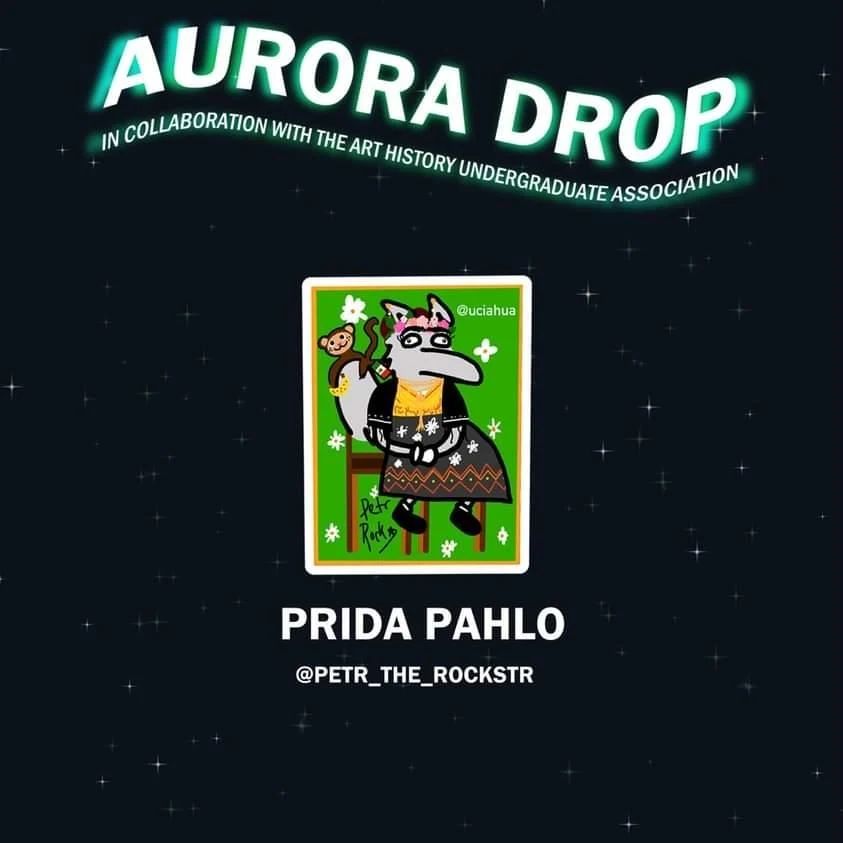 AURORA DROP
IN COLLABORATION WITH THE ART HISTORY UNDERGRADUATE ASSOCIATION
@uciahua
Petr
Rock
PRIDA PAHLO
@PETR_THE_ROCKSTR